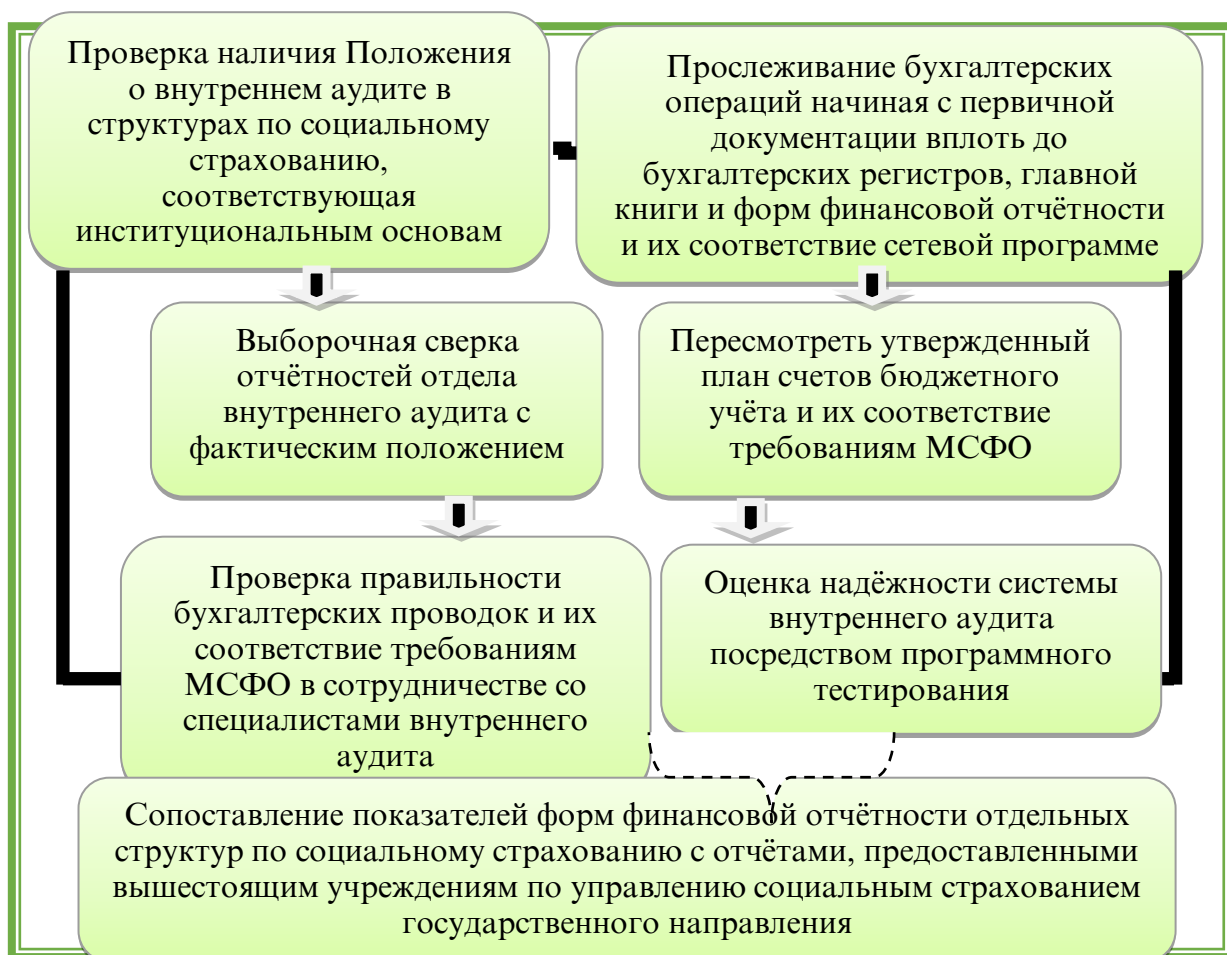 Проверка наличия Положения
о внутреннем аудите в
структурах по социальному
страхованию,
соответствующая
институциональным основам
Прослеживание бухгалтерских
операций начиная с первичной
документации вплоть до
бухгалтерских регистров, главной
книги и форм финансовой отчётности
и их соответствие сетевой программе
Выборочная сверка
отчётностей отдела
внутреннего аудита с
фактическим положением
Пересмотреть утвержденный
план счетов бюджетного
учёта и их соответствие
требованиям МСФО
Проверка правильности
бухгалтерских проводок и их
соответствие требованиям
МСФО в сотрудничестве со
специалистами внутреннего
аудита
Оценка надёжности системы
внутреннего аудита
посредством программного
тестирования
Сопоставление показателей форм финансовой отчётности отдельных
структур по социальному страхованию с отчётами, предоставленными
вышестоящим учреждениям по управлению социальным страхованием
государственного направления